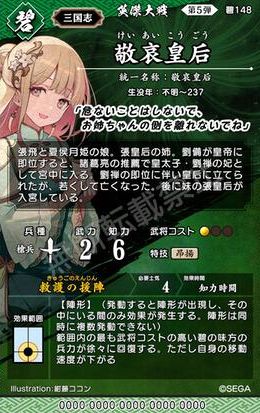 碧
三国志
英傑大戦
第5弾
碧148
けい あい こう ごう
敬哀皇后
統一名称：敬哀皇后
生没年：不明〜237
「危ないことはしないで、
お姉ちゃんの側を離れないでね」
張飛と夏侯月姫の娘。張皇后の姉。劉禅が皇帝に
即位すると、諸葛亮の推薦で皇太子・劉禅の妃とし
て宮中に入る。劉禅の即位に伴い皇后に立てら
れたが、若くして亡くなった。後に妹の張皇后が
入宮している。
兵種 武力 知力 武将コスト
槍兵 2 6 特技 昂揚
きゅうごのえんじん
救護の援陣
必要士気 4
効果時間 知力時間
効果範囲
【陣形】（発動すると陣形が出現し、その
中にいる間のみ効果が発生する。陣形は同
時に複数発動できない）
範囲内の最も武将コストの高い碧の味方の
兵力が徐々に回復する。ただし自身の移動
速度が下がる
Illustration:紺藤ココン
©SEGA
0000-0000-0000-0000-0000